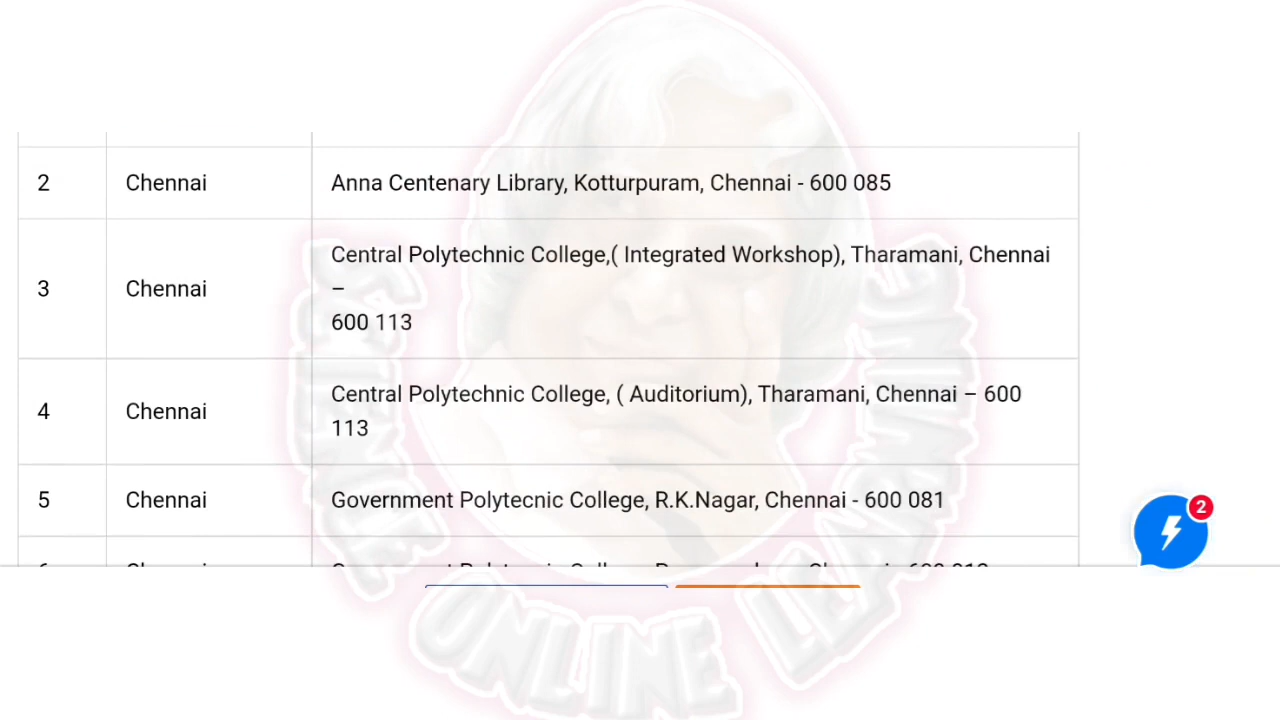 2 Chennai Anna Centenary Library, Kotturpuram, Chennai - 600 085
3 Chennai Central Polytechnic College,( Integrated Workshop), Tharamani, Chennai
–
600 113
4 Chennai Central Polytechnic College, ( Auditorium), Tharamani, Chennai – 600
113
5 Chennai Government Polytecnic College, R.K.Nagar, Chennai - 600 081
2
ONLINE LEARNING